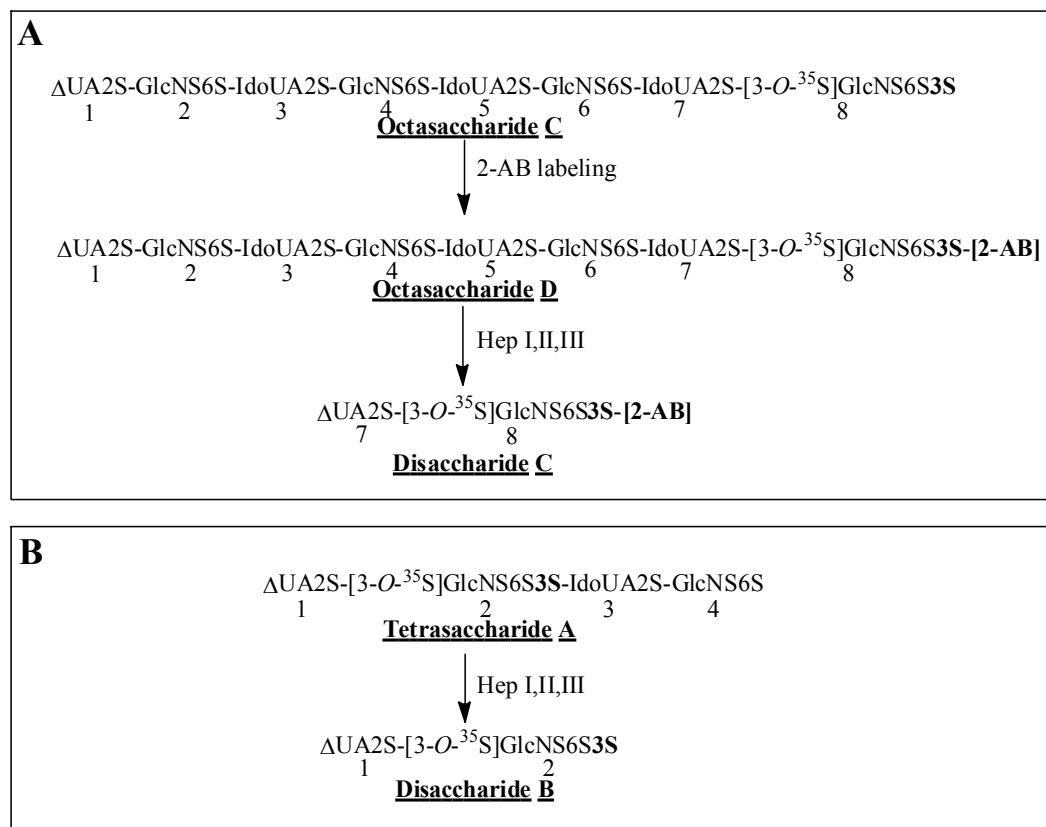 A
ΔUA2S-GlcNS6S-IdoUA2S-GlcNS6S-IdoUA2S-GlcNS6S-IdoUA2S-[3-O-³⁵S]GlcNS6S3S
1 2 3 4 5 6 7 8
Octasaccharide C
2-AB labeling
ΔUA2S-GlcNS6S-IdoUA2S-GlcNS6S-IdoUA2S-GlcNS6S-IdoUA2S-[3-O-³⁵S]GlcNS6S3S-[2-AB]
1 2 3 4 5 6 7 8
Octasaccharide D
Hep I,II,III
ΔUA2S-[3-O-³⁵S]GlcNS6S3S-[2-AB]
7 8
Disaccharide C
B
ΔUA2S-[3-O-³⁵S]GlcNS6S3S-IdoUA2S-GlcNS6S
1 2 3 4
Tetrasaccharide A
Hep I,II,III
ΔUA2S-[3-O-³⁵S]GlcNS6S3S
1 2
Disaccharide B